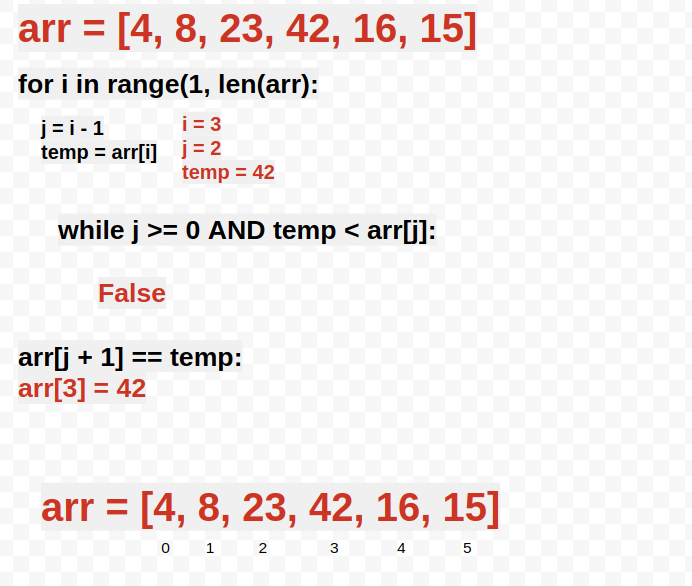 arr = [4, 8, 23, 42, 16, 15]
for i in range(1, len(arr):
j = i - 1
temp = arr[i]
i = 3
j = 2
temp = 42
while j >= 0 AND temp < arr[j]:
False
arr[j + 1] == temp:
arr[3] = 42
arr = [4, 8, 23, 42, 16, 15]
0 1 2 3 4 5